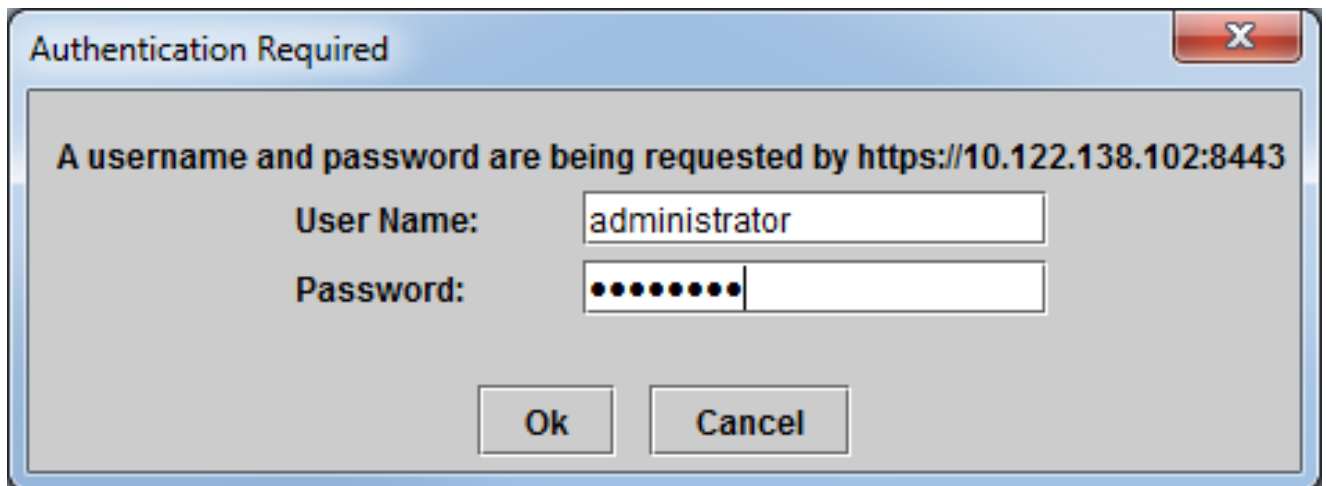 Authentication Required
A username and password are being requested by https://10.122.138.102:8443
User Name: administrator
Password: ••••••••
Ok Cancel